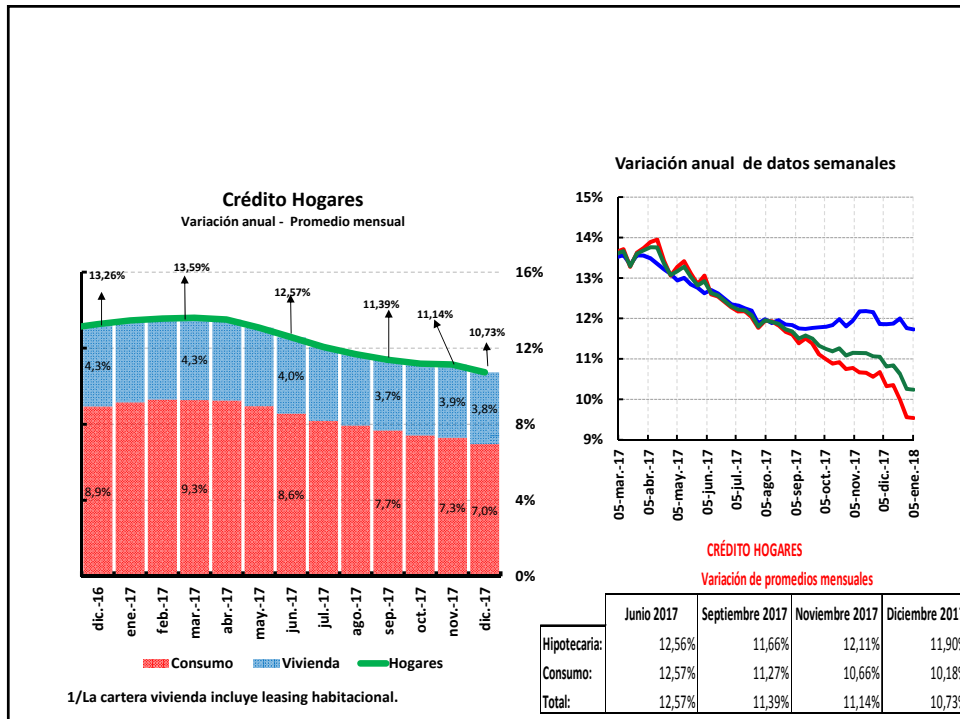 Crédito Hogares
Variación anual - Promedio mensual
13,26%
13,59%
12,57%
11,39%
11,14%
10,73%
16%
12%
8%
4%
0%
4,3%
4,3%
4,0%
3,7%
3,9%
3,8%
8,9%
9,3%
8,6%
7,7%
7,3%
7,0%
dic.-16
ene.-17
feb.-17
mar.-17
abr.-17
may.-17
jun.-17
jul.-17
ago.-17
sep.-17
oct.-17
nov.-17
dic.-17
Consumo Vivienda Hogares
1/La cartera vivienda incluye leasing habitacional.
Variación anual de datos semanales
15%
14%
13%
12%
11%
10%
9%
05-mar.-17
05-abr.-17
05-may.-17
05-jun.-17
05-jul.-17
05-ago.-17
05-sep.-17
05-oct.-17
05-nov.-17
05-dic.-17
05-ene.-18
CRÉDITO HOGARES
Variación de promedios mensuales
Junio 2017 Septiembre 2017 Noviembre 2017 Diciembre 2017
Hipotecaria: 12,56% 11,66% 12,11% 11,90%
Consumo: 12,57% 11,27% 10,66% 10,18%
Total: 12,57% 11,39% 11,14% 10,73%